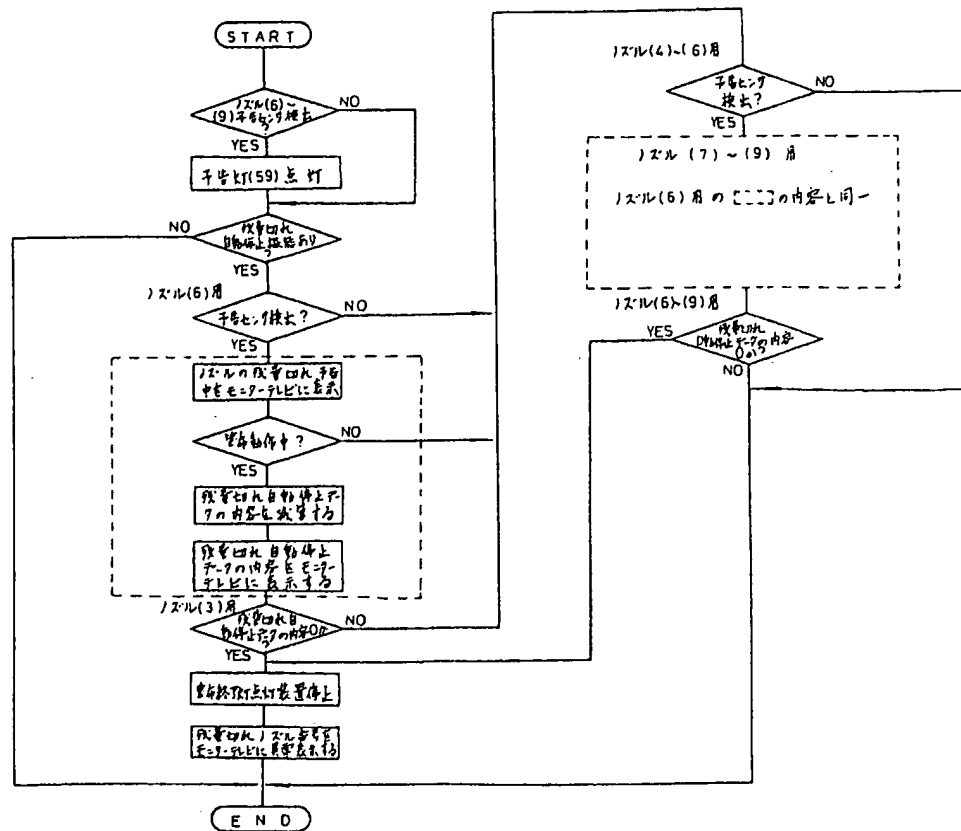 START
ノズル(6)~
(9)予告センサ検出
?
NO
YES
予告灯(59)点灯
残量切れ
自動停止機能あり
?
NO
YES
ノズル(6)用
予告センサ検出?
NO
YES
ノズルの残量切れ予告
中をモニターテレビに表示
塗布動作中?
NO
YES
残量切れ自動停止デー
タの内容を減算する
残量切れ自動停止
データの内容をモニター
テレビに表示する
ノズル(3)用
残量切れ自
動停止データの内容0か
?
NO
YES
塗布終了灯点灯装置停止
残量切れノズル番号を
モニターテレビに異常表示する
END
ノズル(4)~(6)用
予告センサ
検出?
NO
YES
ノズル(7)~(9)用
ノズル(6)用の の内容と同一
ノズル(6)~(9)用
残量切れ
自動停止データの内容
0か?
YES
NO